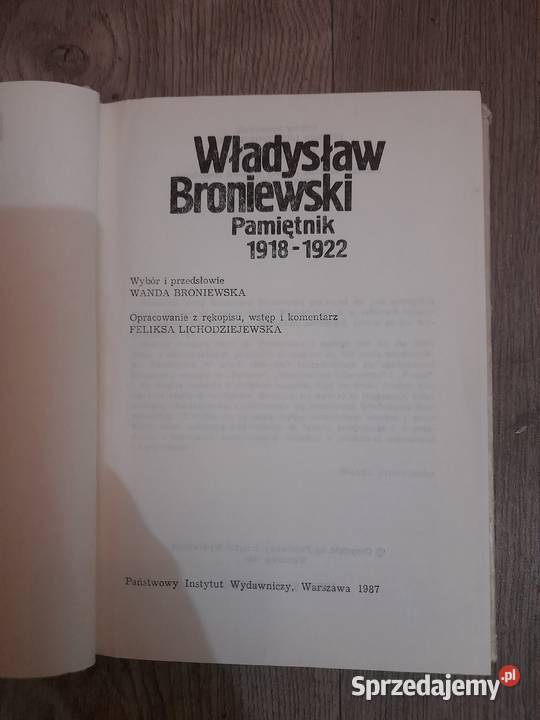 Władysław
Broniewski
Pamiętnik
1918-1922
Wybór i przedsłowie
WANDA BRONIEWSKA
Opracowanie z rękopisu, wstęp i komentarz
FELIKSA LICHODZIEJEWSKA
Państwowy Instytut Wydawniczy, Warszawa 1987
Sprzedajemy.pl